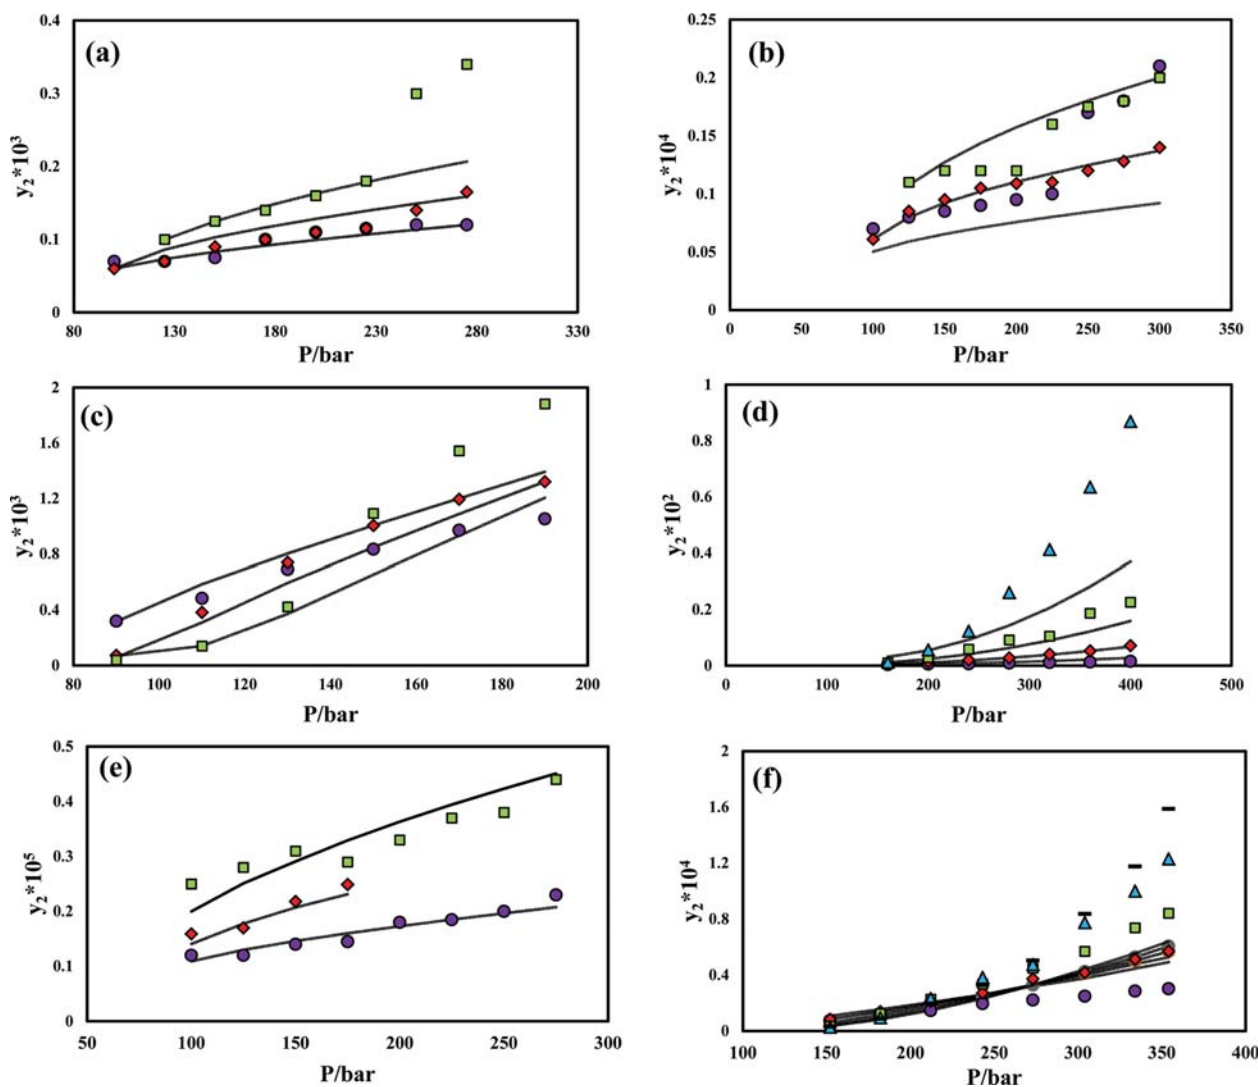 (a)
y₂*10³
0.4
0.3
0.2
0.1
0
80 130 180 230 280 330
P/bar
(b)
y₂*10⁴
0.25
0.2
0.15
0.1
0.05
0
0 50 100 150 200 250 300 350
P/bar
(c)
y₂*10³
2
1.6
1.2
0.8
0.4
0
80 100 120 140 160 180 200
P/bar
(d)
y₂*10²
1
0.8
0.6
0.4
0.2
0
0 100 200 300 400 500
P/bar
(e)
y₂*10⁵
0.5
0.4
0.3
0.2
0.1
0
50 100 150 200 250 300
P/bar
(f)
y₂*10⁴
2
1.6
1.2
0.8
0.4
0
100 150 200 250 300 350 400
P/bar